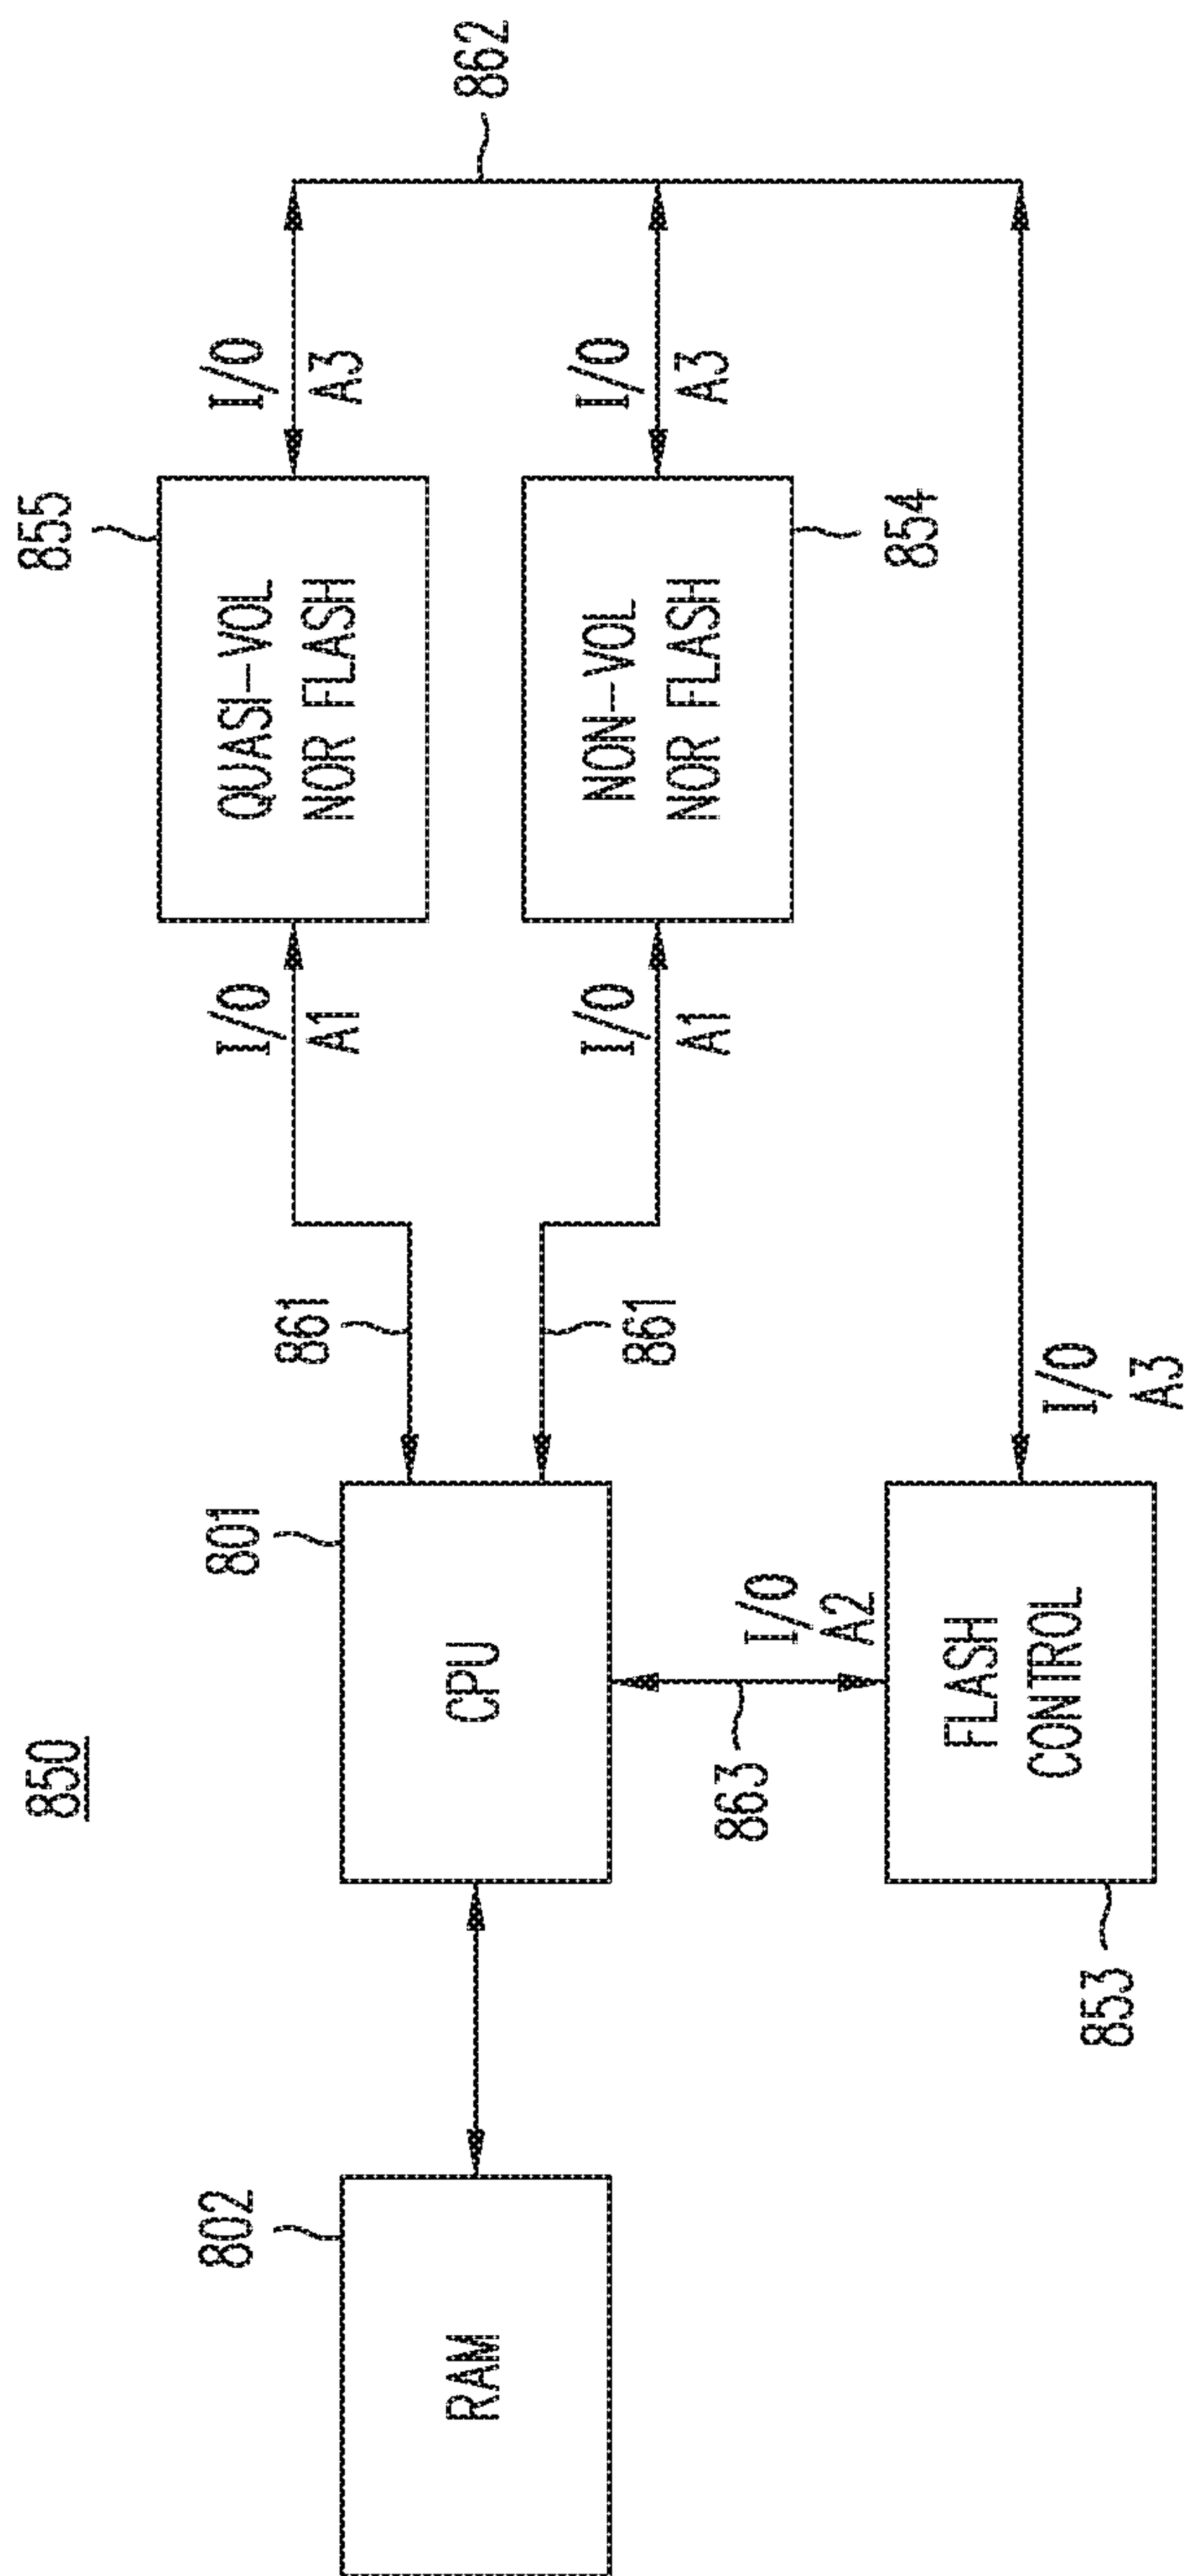 850
855
862
QUASI-VOL
NOR FLASH
I/O
A1
I/O
A3
861
802
801
RAM
CPU
NON-VOL
NOR FLASH
I/O
A1
I/O
A3
861
854
863
I/O
A2
853
FLASH
CONTROL
I/O
A3